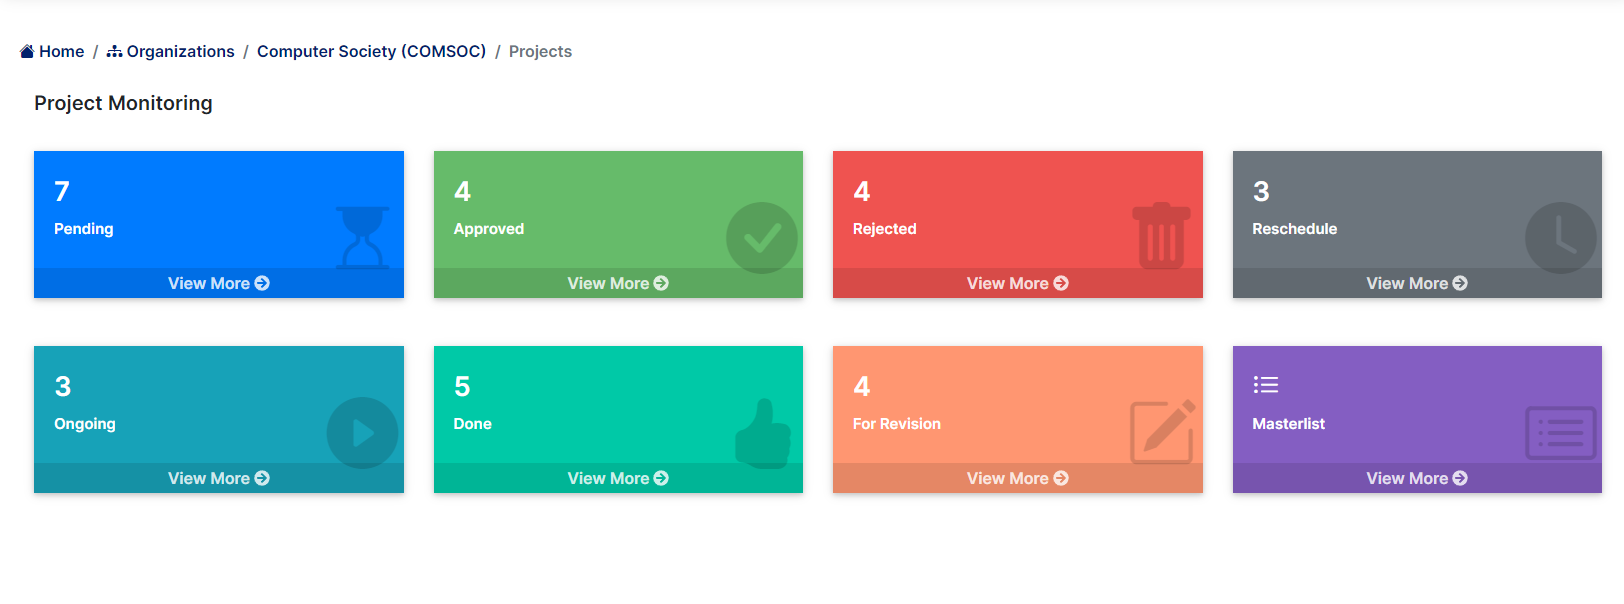 Home / Organizations / Computer Society (COMSOC) / Projects
Project Monitoring
7
Pending
View More
4
Approved
View More
4
Rejected
View More
3
Reschedule
View More
3
Ongoing
View More
5
Done
View More
4
For Revision
View More
Masterlist
View More